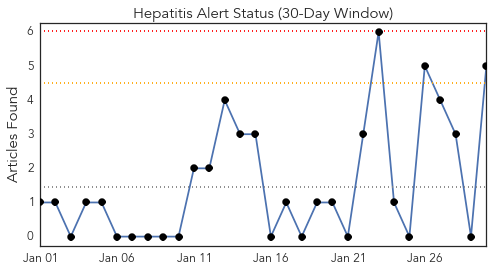 Hepatitis Alert Status (30-Day Window)
Articles Found
6
5
4
3
2
1
0
Jan 01 Jan 06 Jan 11 Jan 16 Jan 21 Jan 26